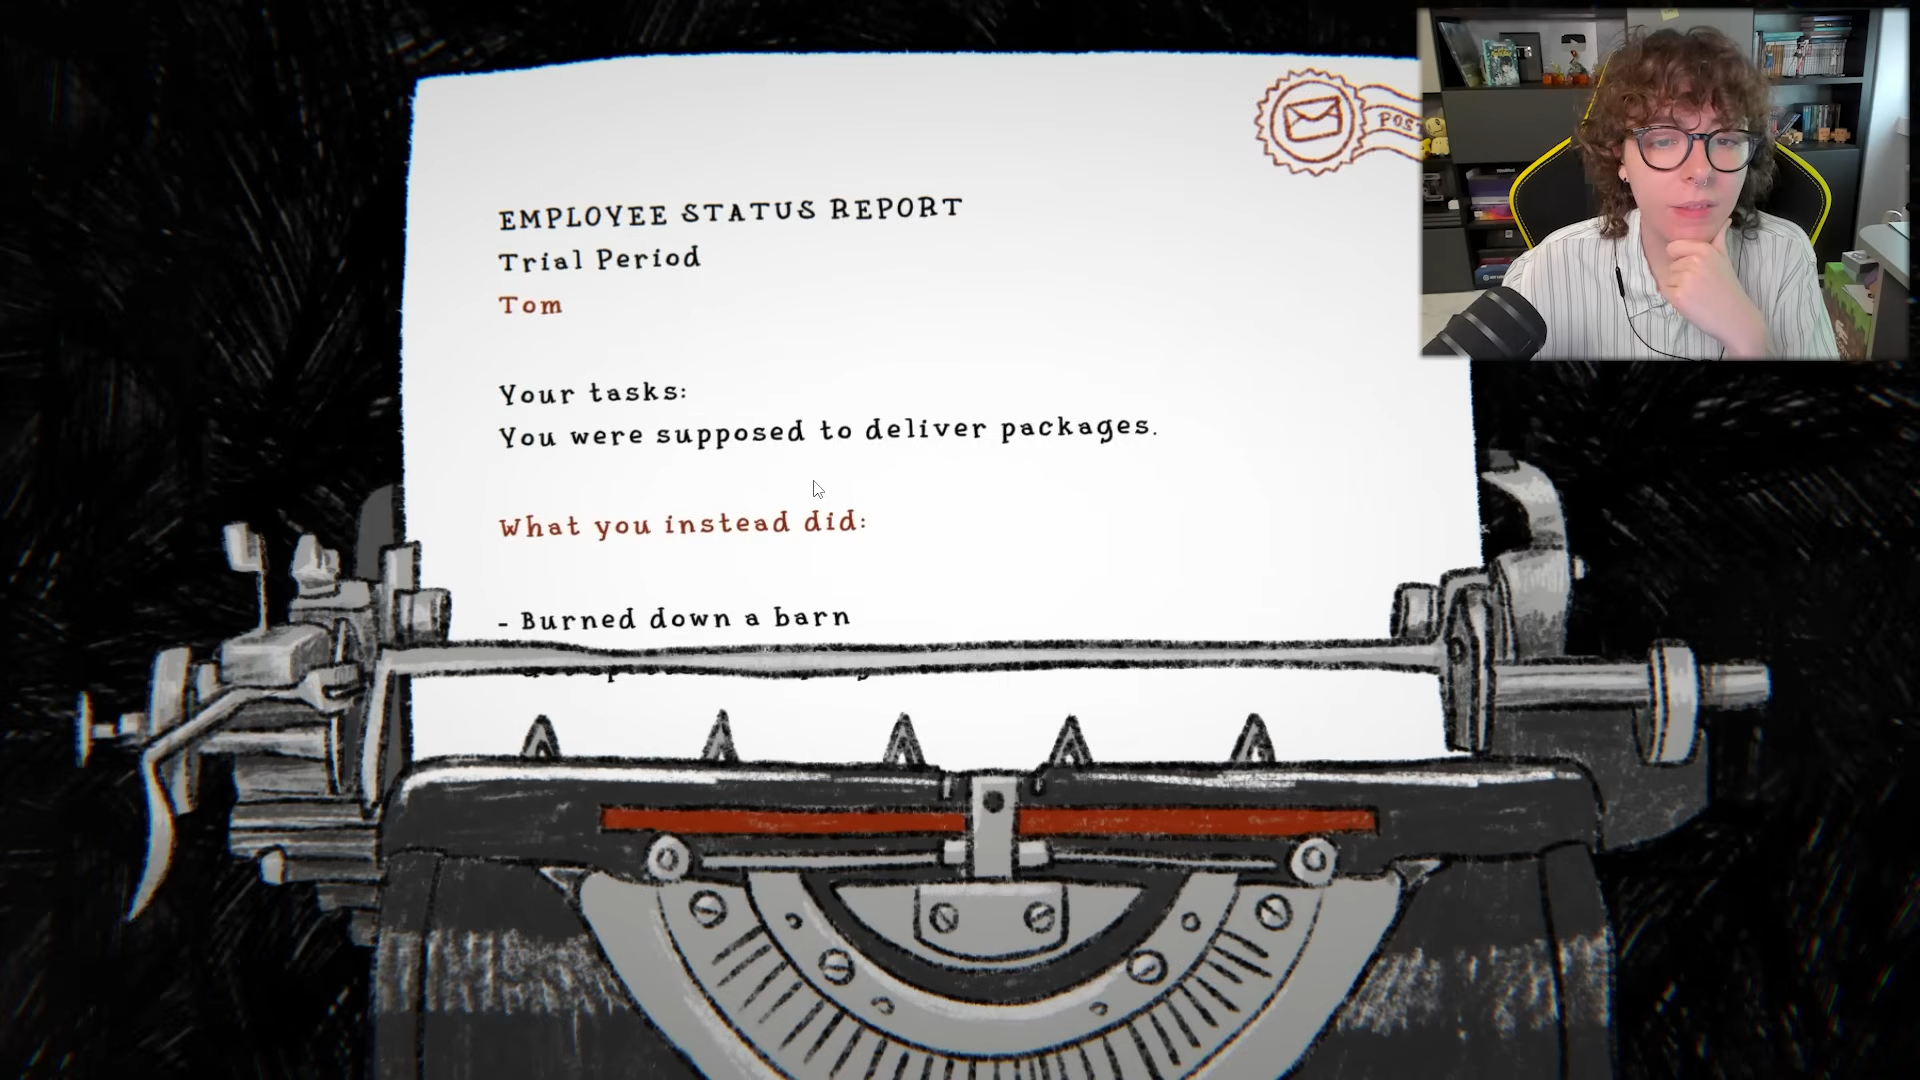 POST
EMPLOYEE STATUS REPORT
Trial Period
Tom
Your tasks:
You were supposed to deliver packages.
What you instead did:
- Burned down a barn